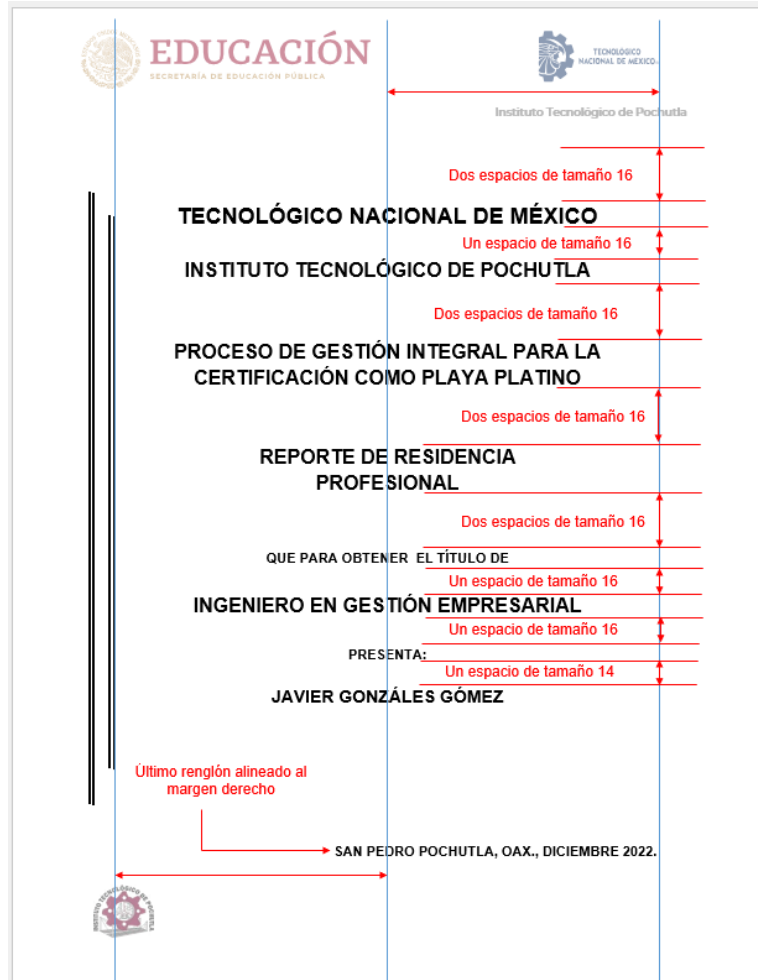 EDUCACIÓN
SECRETARÍA DE EDUCACIÓN PÚBLICA
TECNOLÓGICO
NACIONAL DE MÉXICO
Instituto Tecnológico de Pochutla
Dos espacios de tamaño 16
TECNOLÓGICO NACIONAL DE MÉXICO
Un espacio de tamaño 16
INSTITUTO TECNOLÓGICO DE POCHUTLA
Dos espacios de tamaño 16
PROCESO DE GESTIÓN INTEGRAL PARA LA
CERTIFICACIÓN COMO PLAYA PLATINO
Dos espacios de tamaño 16
REPORTE DE RESIDENCIA
PROFESIONAL
Dos espacios de tamaño 16
QUE PARA OBTENER EL TÍTULO DE
Un espacio de tamaño 16
INGENIERO EN GESTIÓN EMPRESARIAL
Un espacio de tamaño 16
PRESENTA:
Un espacio de tamaño 14
JAVIER GONZÁLES GÓMEZ
Último renglón alineado al
margen derecho
SAN PEDRO POCHUTLA, OAX., DICIEMBRE 2022.
INSTITUTO TECNOLÓGICO DE POCHUTLA